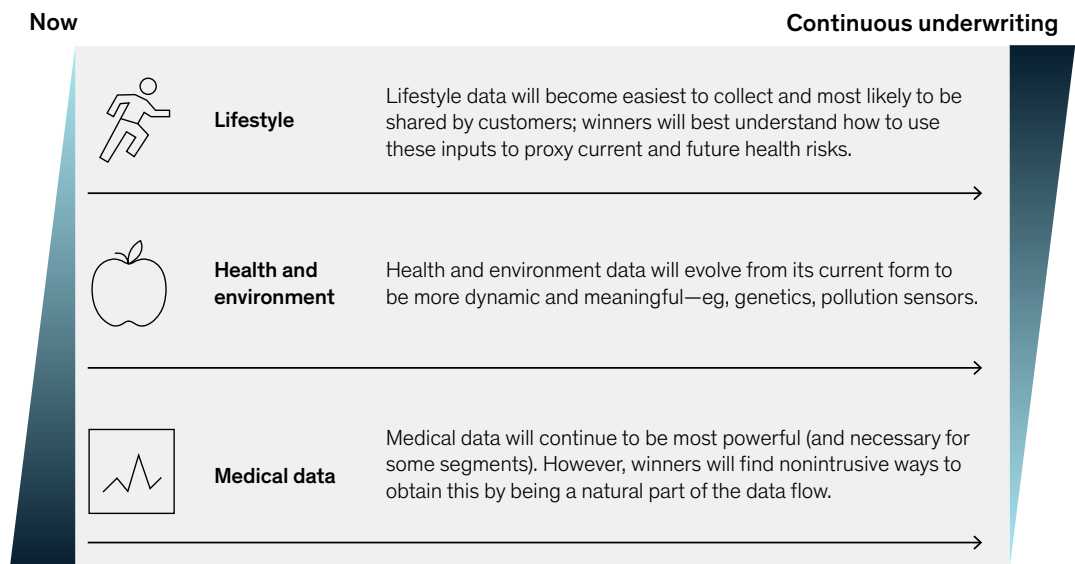 Now
Continuous underwriting
Lifestyle
Lifestyle data will become easiest to collect and most likely to be
shared by customers; winners will best understand how to use
these inputs to proxy current and future health risks.
Health and
environment
Health and environment data will evolve from its current form to
be more dynamic and meaningful—eg, genetics, pollution sensors.
Medical data
Medical data will continue to be most powerful (and necessary for
some segments). However, winners will find nonintrusive ways to
obtain this by being a natural part of the data flow.